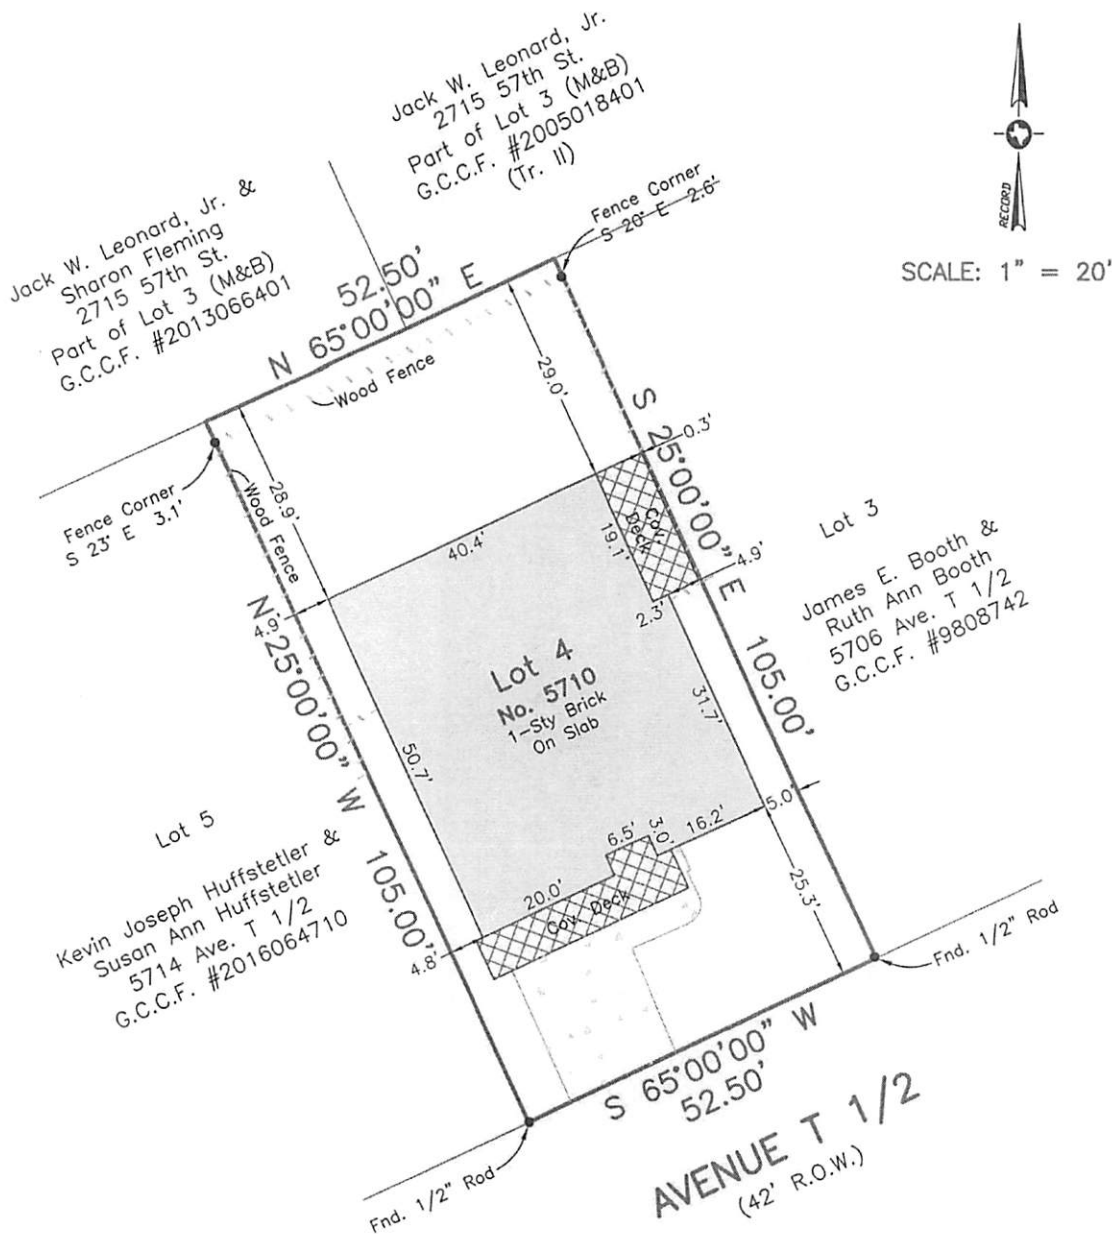 Jack W. Leonard, Jr.
2715 57th St.
Part of Lot 3 (M&B)
G.C.C.F. #2005018401
(Tr. II)
Jack W. Leonard, Jr. &
Sharon Fleming
2715 57th St.
Part of Lot 3 (M&B)
G.C.C.F. #2013066401
RECORD
SCALE: 1" = 20'
Fence Corner
S 20° E 2.6'
52.50'
N 65°00'00" E
Wood Fence
29.0'
S 25°00'00" E 105.00'
0.3'
Fence Corner
S 23° E 3.1'
Wood Fence
28.9'
40.4'
19.1'
Cov.
Deck
4.9'
2.3'
Lot 3
James E. Booth &
Ruth Ann Booth
5706 Ave. T 1/2
G.C.C.F. #9808742
4.9'
N 25°00'00" W 105.00'
Lot 4
No. 5710
1-Sty Brick
On Slab
31.7'
50.7'
5.0'
16.2'
3.0'
6.5'
20.0'
Cov. Deck
25.3'
4.8'
Lot 5
Kevin Joseph Huffstetler &
Susan Ann Huffstetler
5714 Ave. T 1/2
G.C.C.F. #2016064710
Fnd. 1/2" Rod
S 65°00'00" W
52.50'
Fnd. 1/2" Rod
AVENUE T 1/2
(42' R.O.W.)